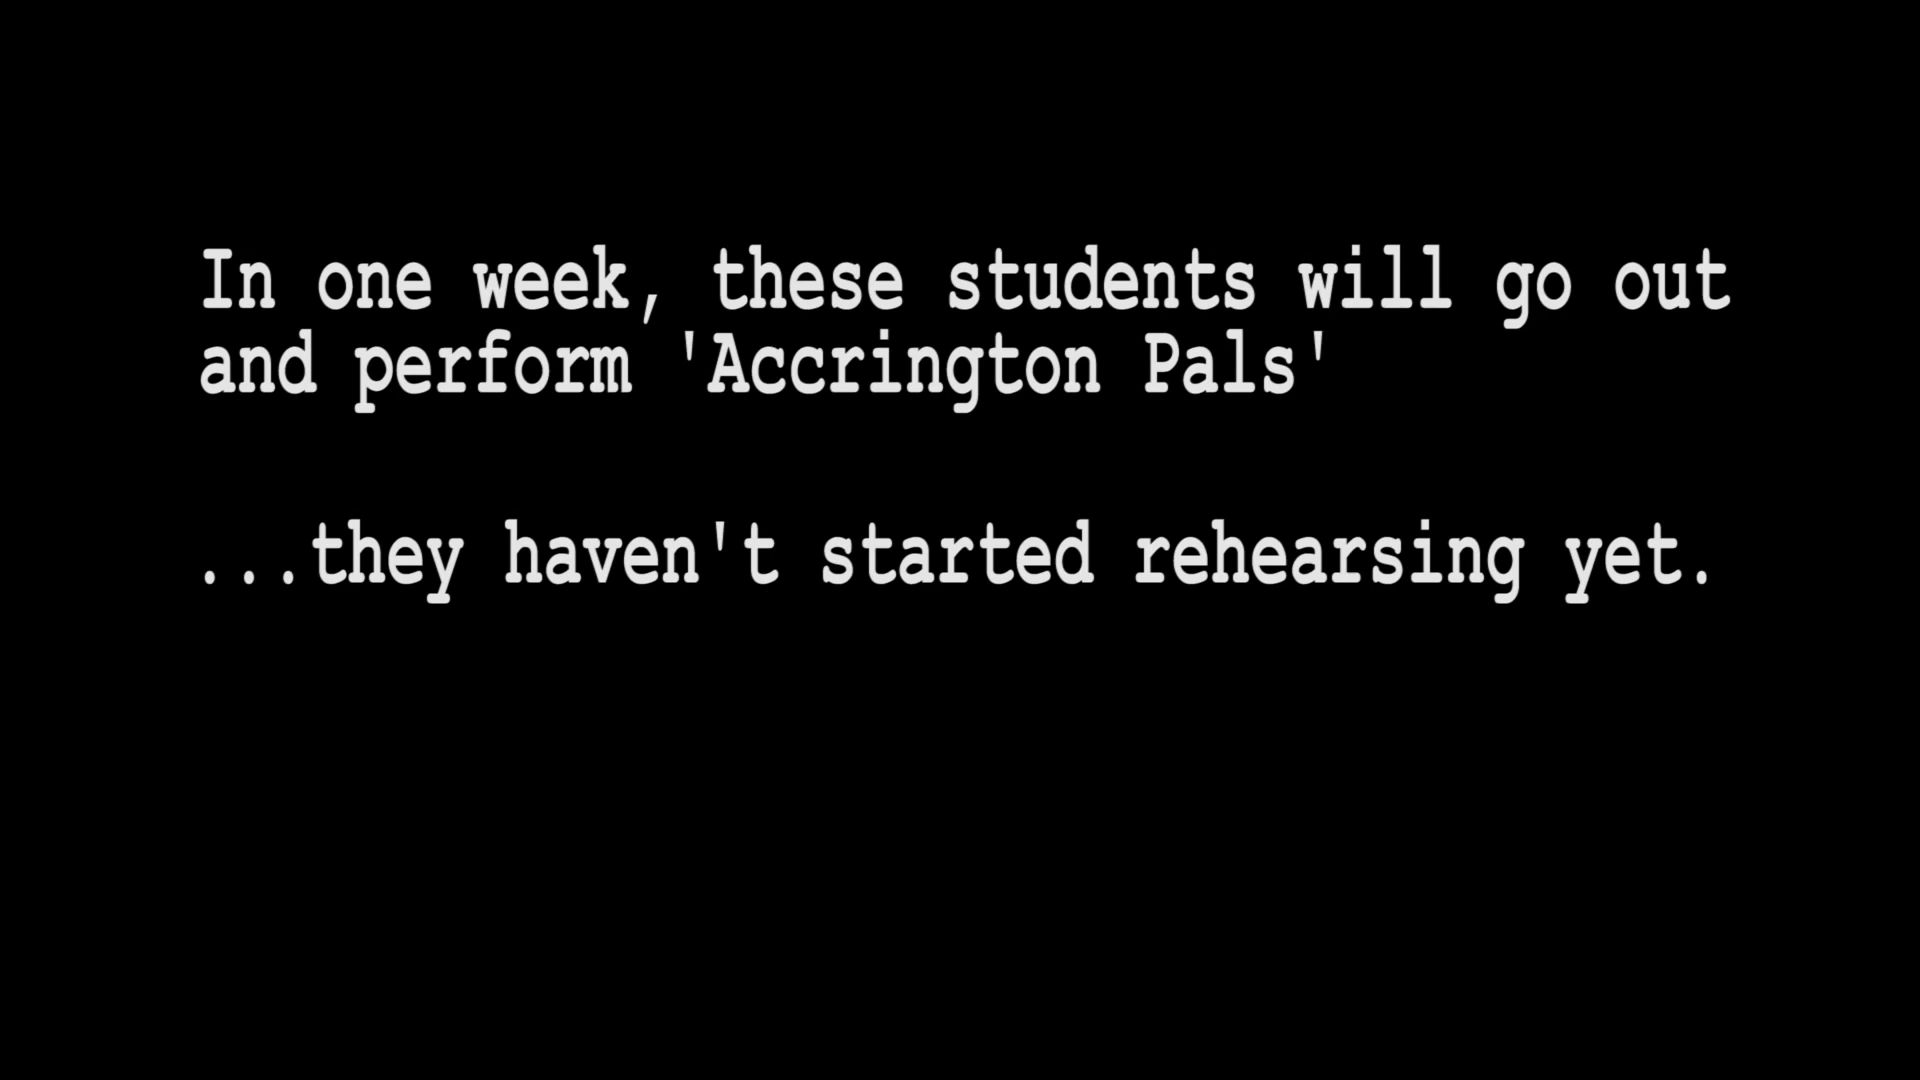 In one week, these students will go out
and perform 'Accrington Pals'
...they haven't started rehearsing yet.